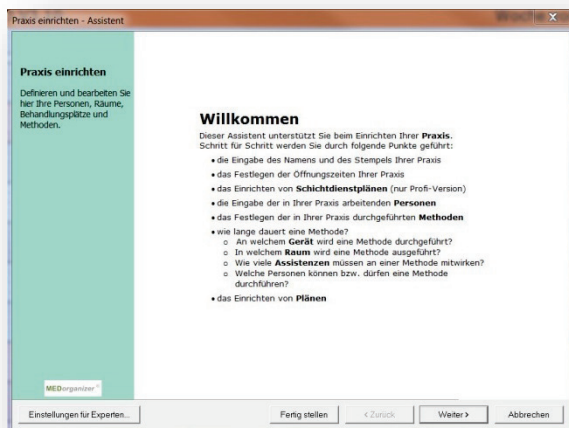 Praxis einrichten - Assistent
Praxis einrichten
Definieren und bearbeiten Sie
hier Ihre Personen, Räume,
Behandlungsplätze und
Methoden.
Willkommen
Dieser Assistent unterstützt Sie beim Einrichten Ihrer Praxis.
Schritt für Schritt werden Sie durch folgende Punkte geführt:
• die Eingabe des Namens und des Stempels Ihrer Praxis
• das Festlegen der Öffnungszeiten Ihrer Praxis
• das Einrichten von Schichtdienstplänen (nur Profi-Version)
• die Eingabe der in Ihrer Praxis arbeitenden Personen
• das Festlegen der in Ihrer Praxis durchgeführten Methoden
• wie lange dauert eine Methode?
o An welchem Gerät wird eine Methode durchgeführt?
o In welchem Raum wird eine Methode ausgeführt?
o Wie viele Assistenzen müssen an einer Methode mitwirken?
o Welche Personen können bzw. dürfen eine Methode
durchführen?
• das Einrichten von Plänen
MEDorganizer
Einstellungen für Experten...
Fertig stellen
< Zurück
Weiter >
Abbrechen